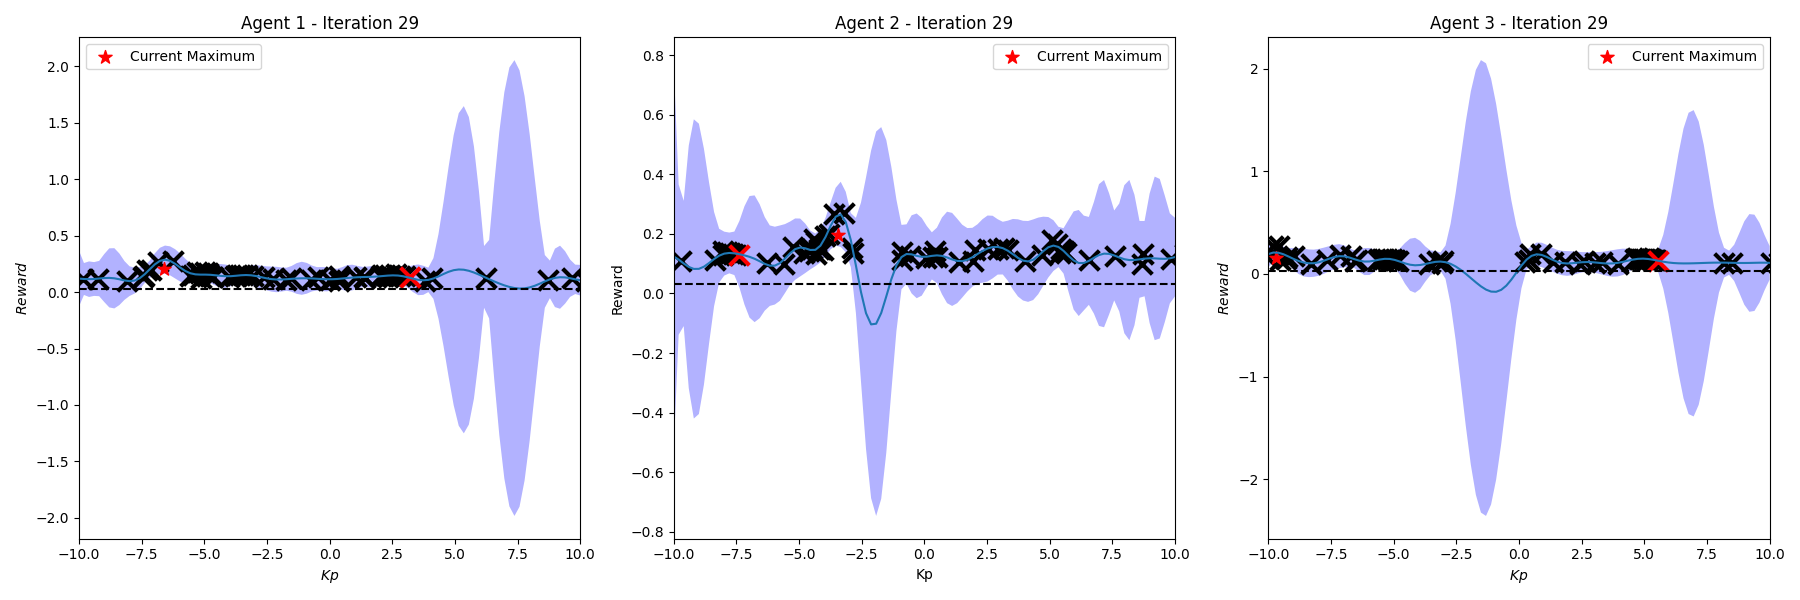 Agent 1 - Iteration 29
Current Maximum
2.0
1.5
1.0
0.5
0.0
−0.5
−1.0
−1.5
−2.0
Reward
−10.0 −7.5 −5.0 −2.5 0.0 2.5 5.0 7.5 10.0
Kp
Agent 2 - Iteration 29
Current Maximum
0.8
0.6
0.4
0.2
0.0
−0.2
−0.4
−0.6
−0.8
Reward
−10.0 −7.5 −5.0 −2.5 0.0 2.5 5.0 7.5 10.0
Kp
Agent 3 - Iteration 29
Current Maximum
2
1
0
−1
−2
Reward
−10.0 −7.5 −5.0 −2.5 0.0 2.5 5.0 7.5 10.0
Kp